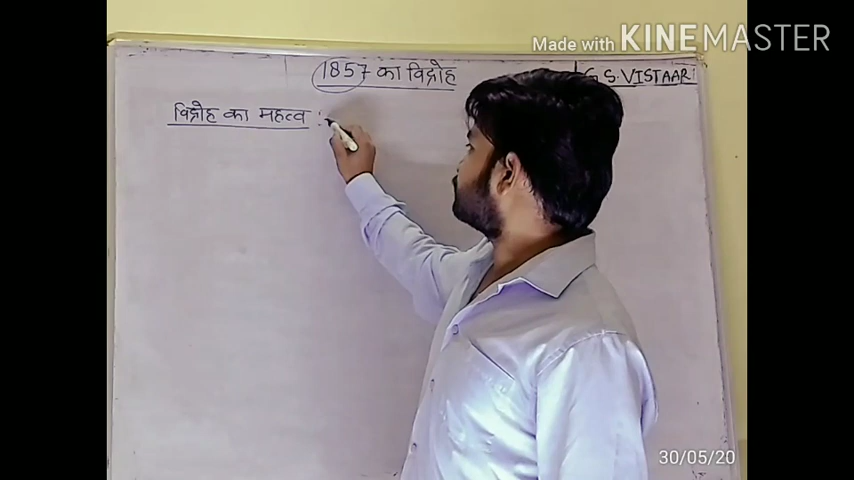 Made with KINEMASTER
1857 का विद्रोह
G.S. VISTAAR
विद्रोह का महत्व :-
30/05/20